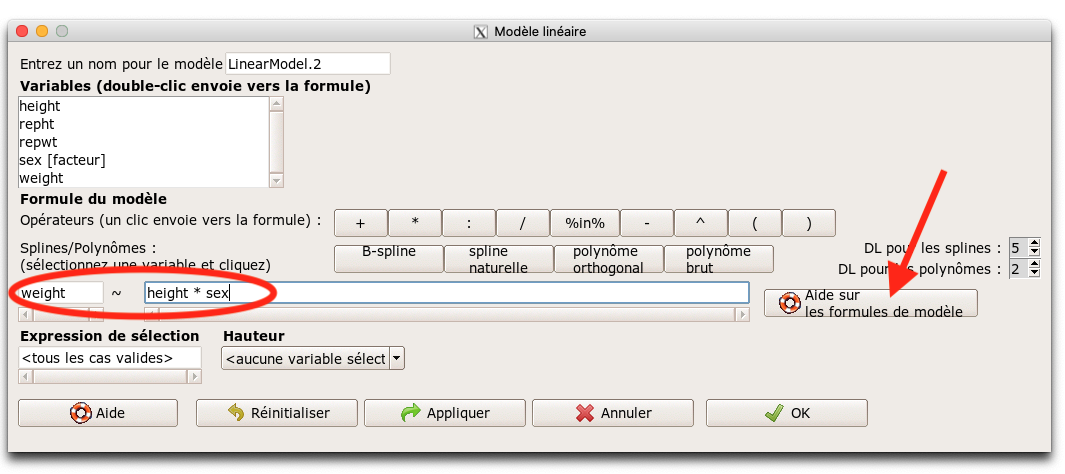 Modèle linéaire
Entrez un nom pour le modèle LinearModel.2
Variables (double-clic envoie vers la formule)
height
repht
repwt
sex [facteur]
weight
Formule du modèle
Opérateurs (un clic envoie vers la formule) : + * : / %in% - ^ ( )
Splines/Polynômes :
(sélectionnez une variable et cliquez)
B-spline
spline
naturelle
polynôme
orthogonal
polynôme
brut
DL pour les splines : 5
DL pour les polynômes : 2
weight ~ height * sex
Aide sur
les formules de modèle
Expression de sélection Hauteur
<tous les cas valides> <aucune variable sélect
Aide Réinitialiser Appliquer Annuler OK